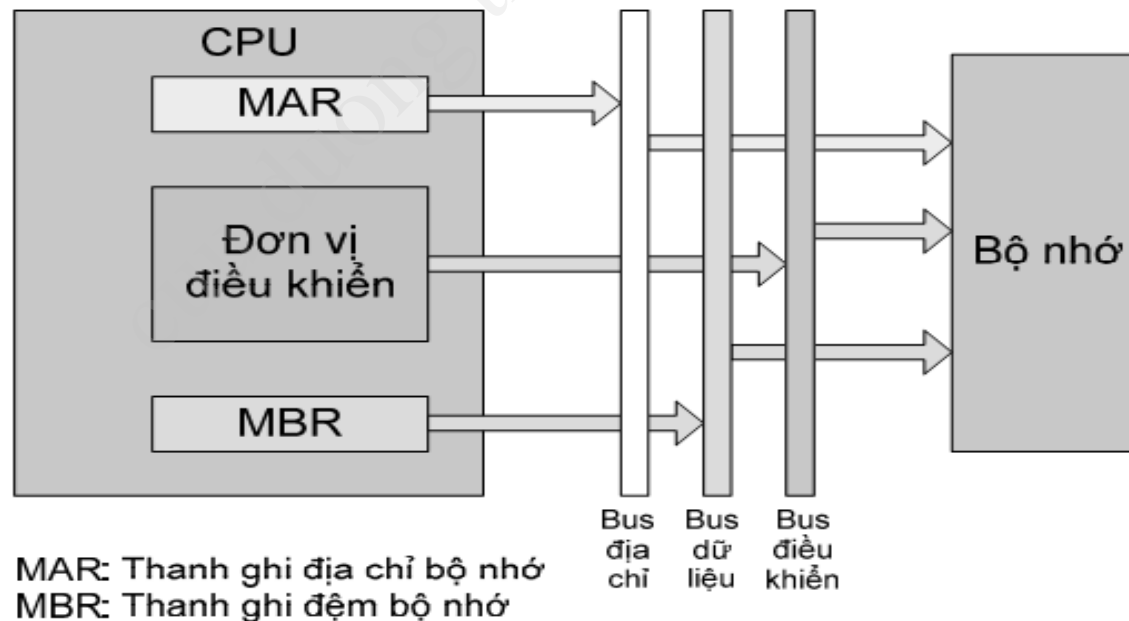 CPU
MAR
Đơn vị
điều khiển
MBR
Bộ nhớ
Bus
địa
chỉ
Bus
dữ
liệu
Bus
điều
khiển
MAR: Thanh ghi địa chỉ bộ nhớ
MBR: Thanh ghi đệm bộ nhớ